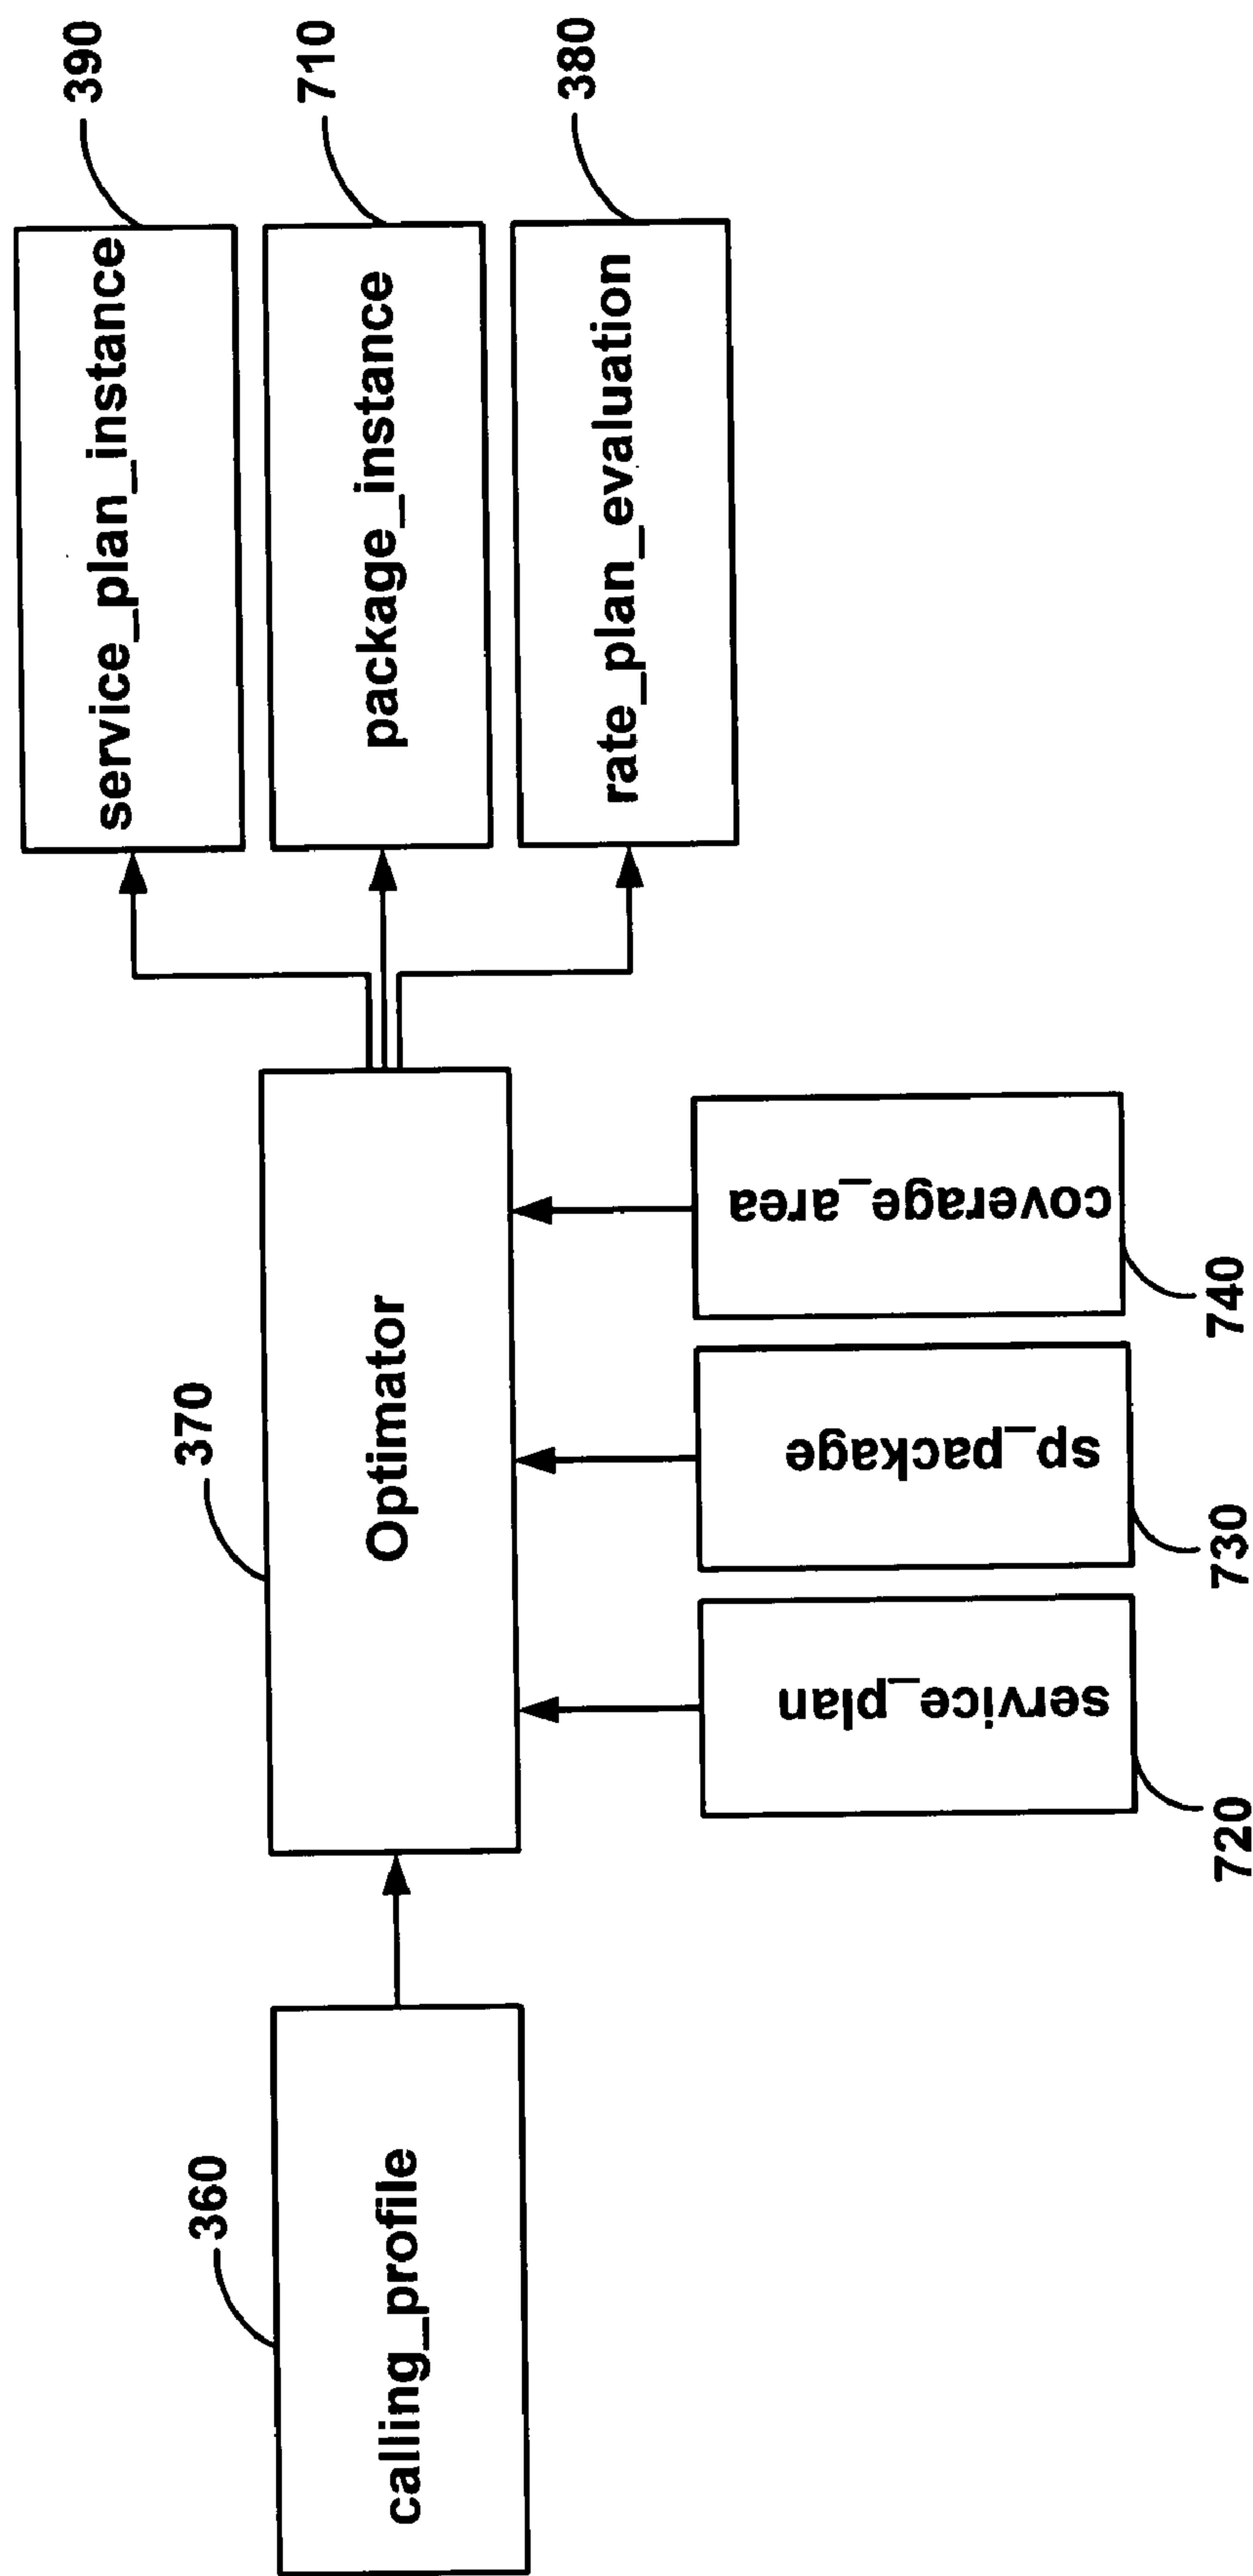 390
service_plan_instance
710
package_instance
380
rate_plan_evaluation
370
Optimator
360
calling_profile
740
coverage_area
730
sp_package
720
service_plan